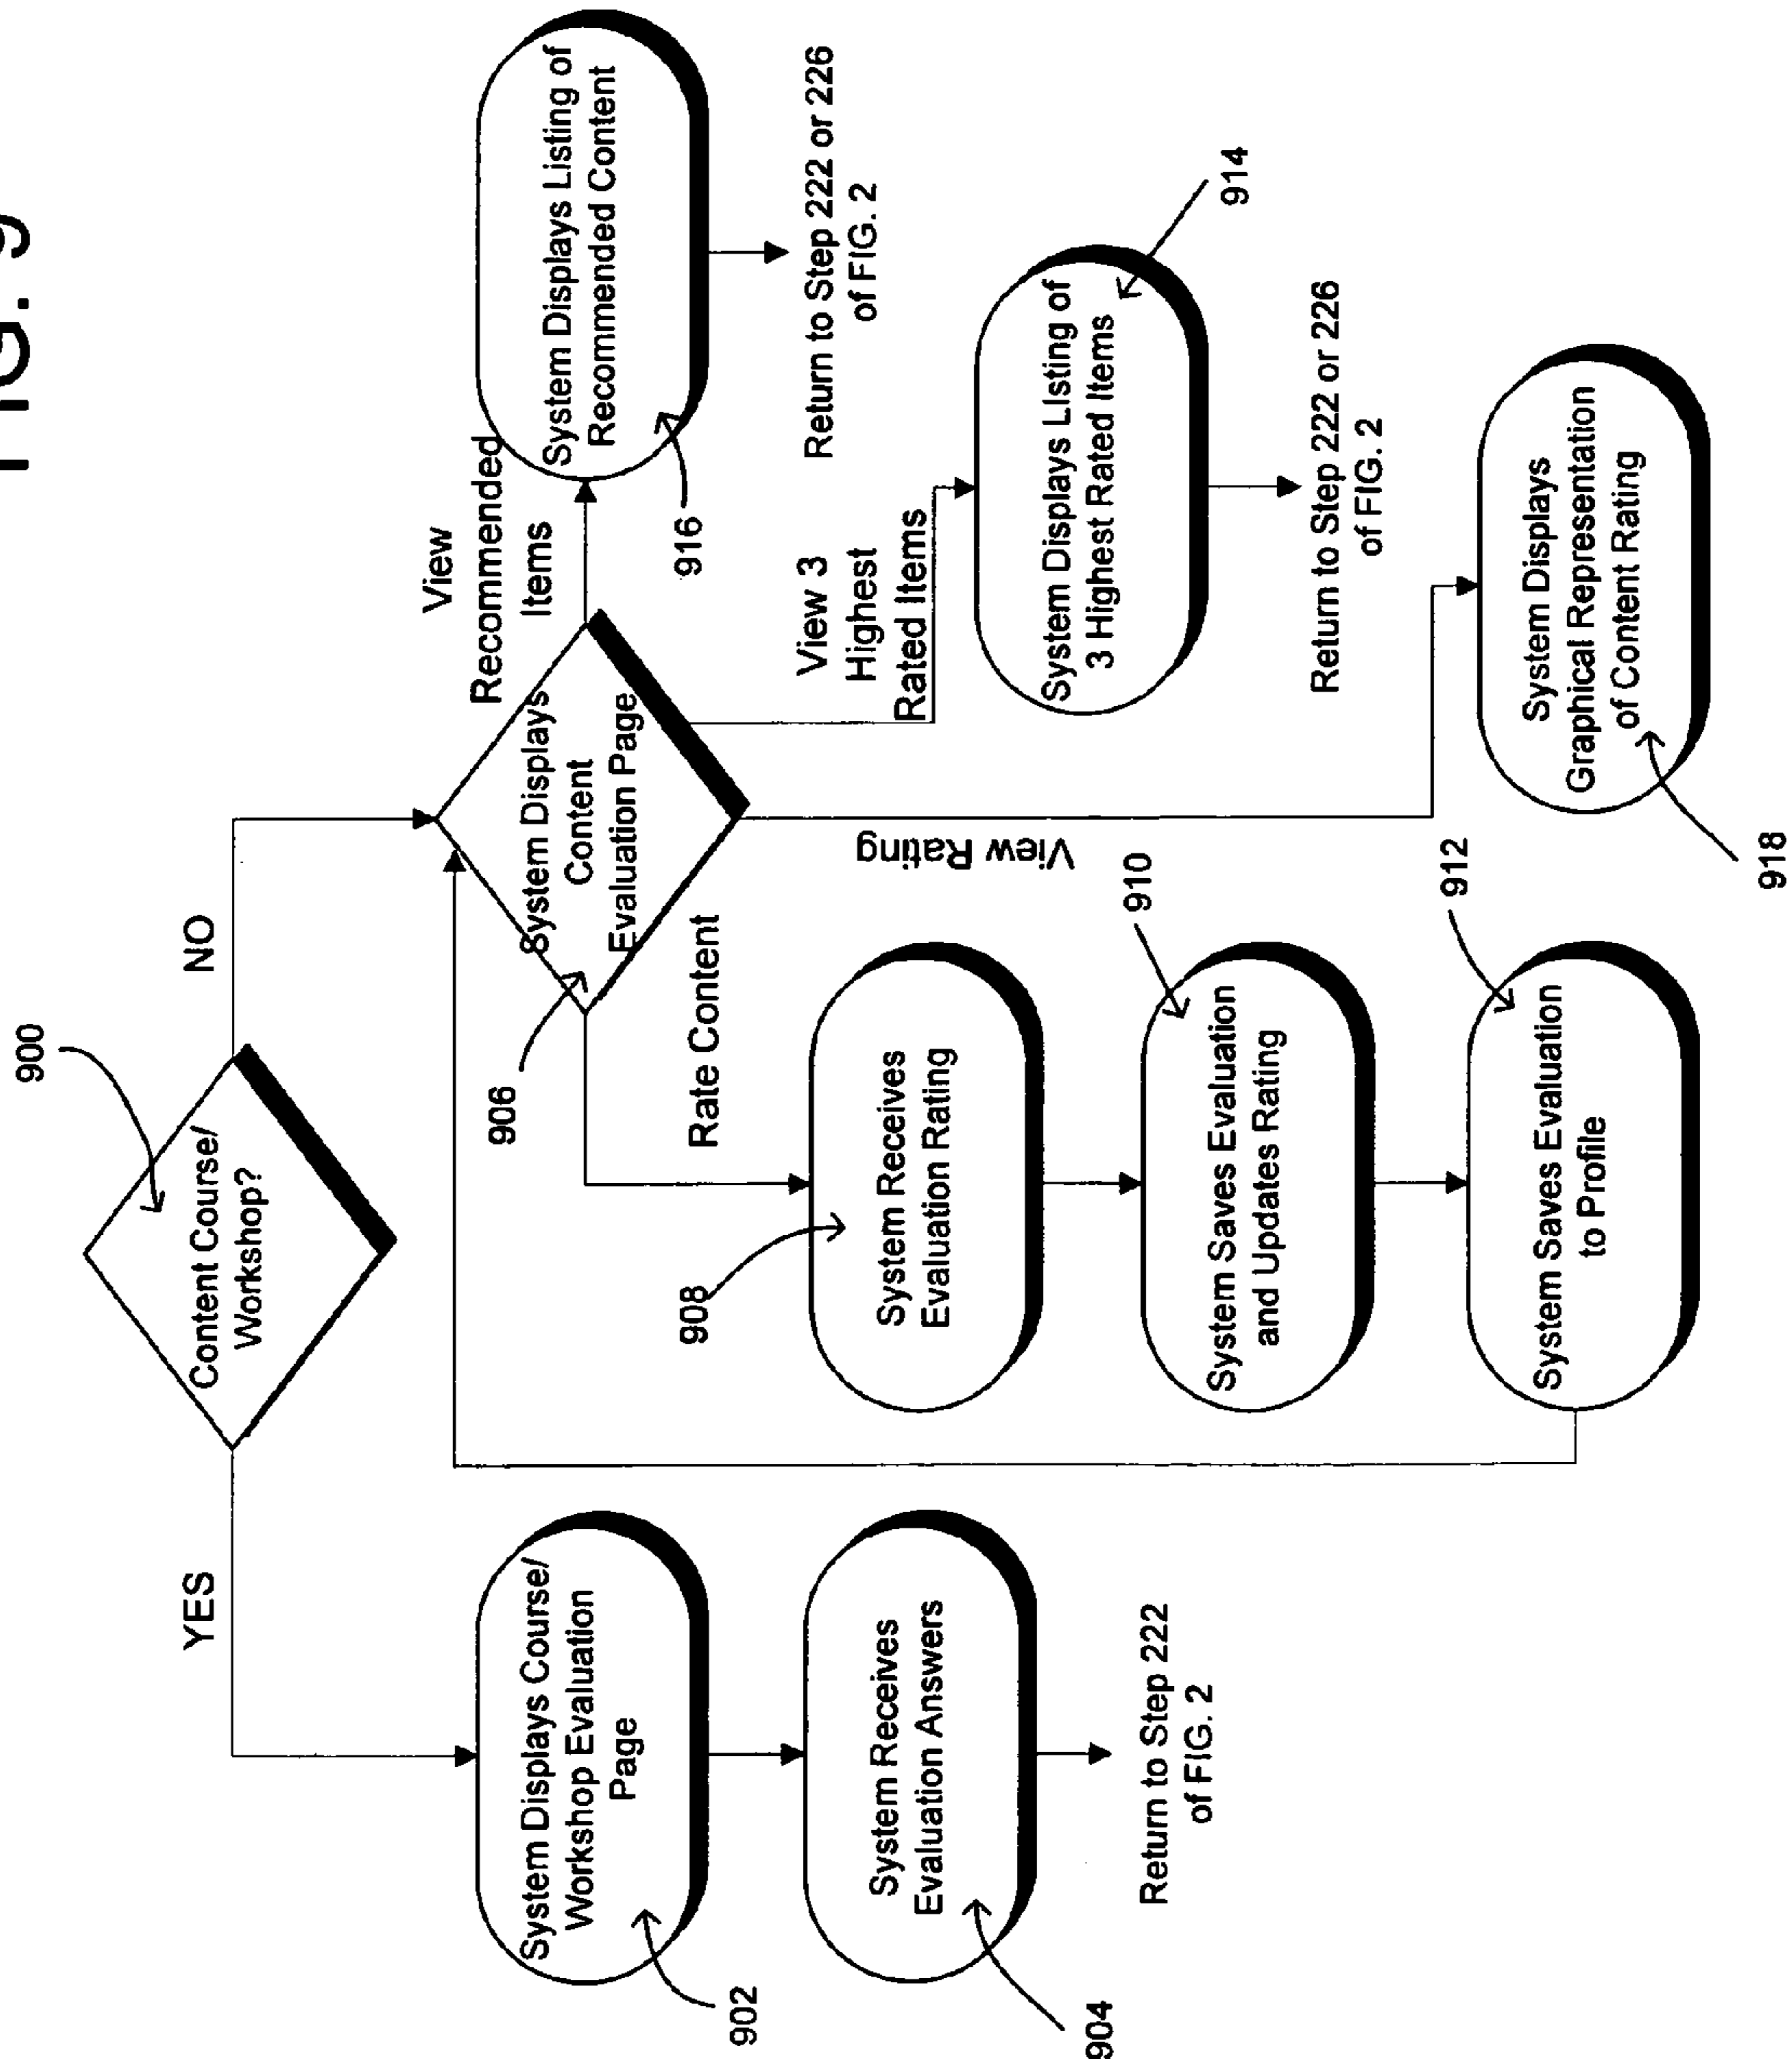 FIG. 9
900
Content Course/
Workshop?
YES
NO
System Displays Course/
Workshop Evaluation
Page
902
System Receives
Evaluation Answers
904
Return to Step 222
of FIG. 2
906
System Displays
Content
Evaluation Page
Rate Content
908
System Receives
Evaluation Rating
910
System Saves Evaluation
and Updates Rating
912
System Saves Evaluation
to Profile
View
Recommended
Items
System Displays Listing of
Recommended Content
916
Return to Step 222 or 226
of FIG. 2
View 3
Highest
Rated Items
System Displays Listing of
3 Highest Rated Items
914
Return to Step 222 or 226
of FIG. 2
View Rating
System Displays
Graphical Representation
of Content Rating
918